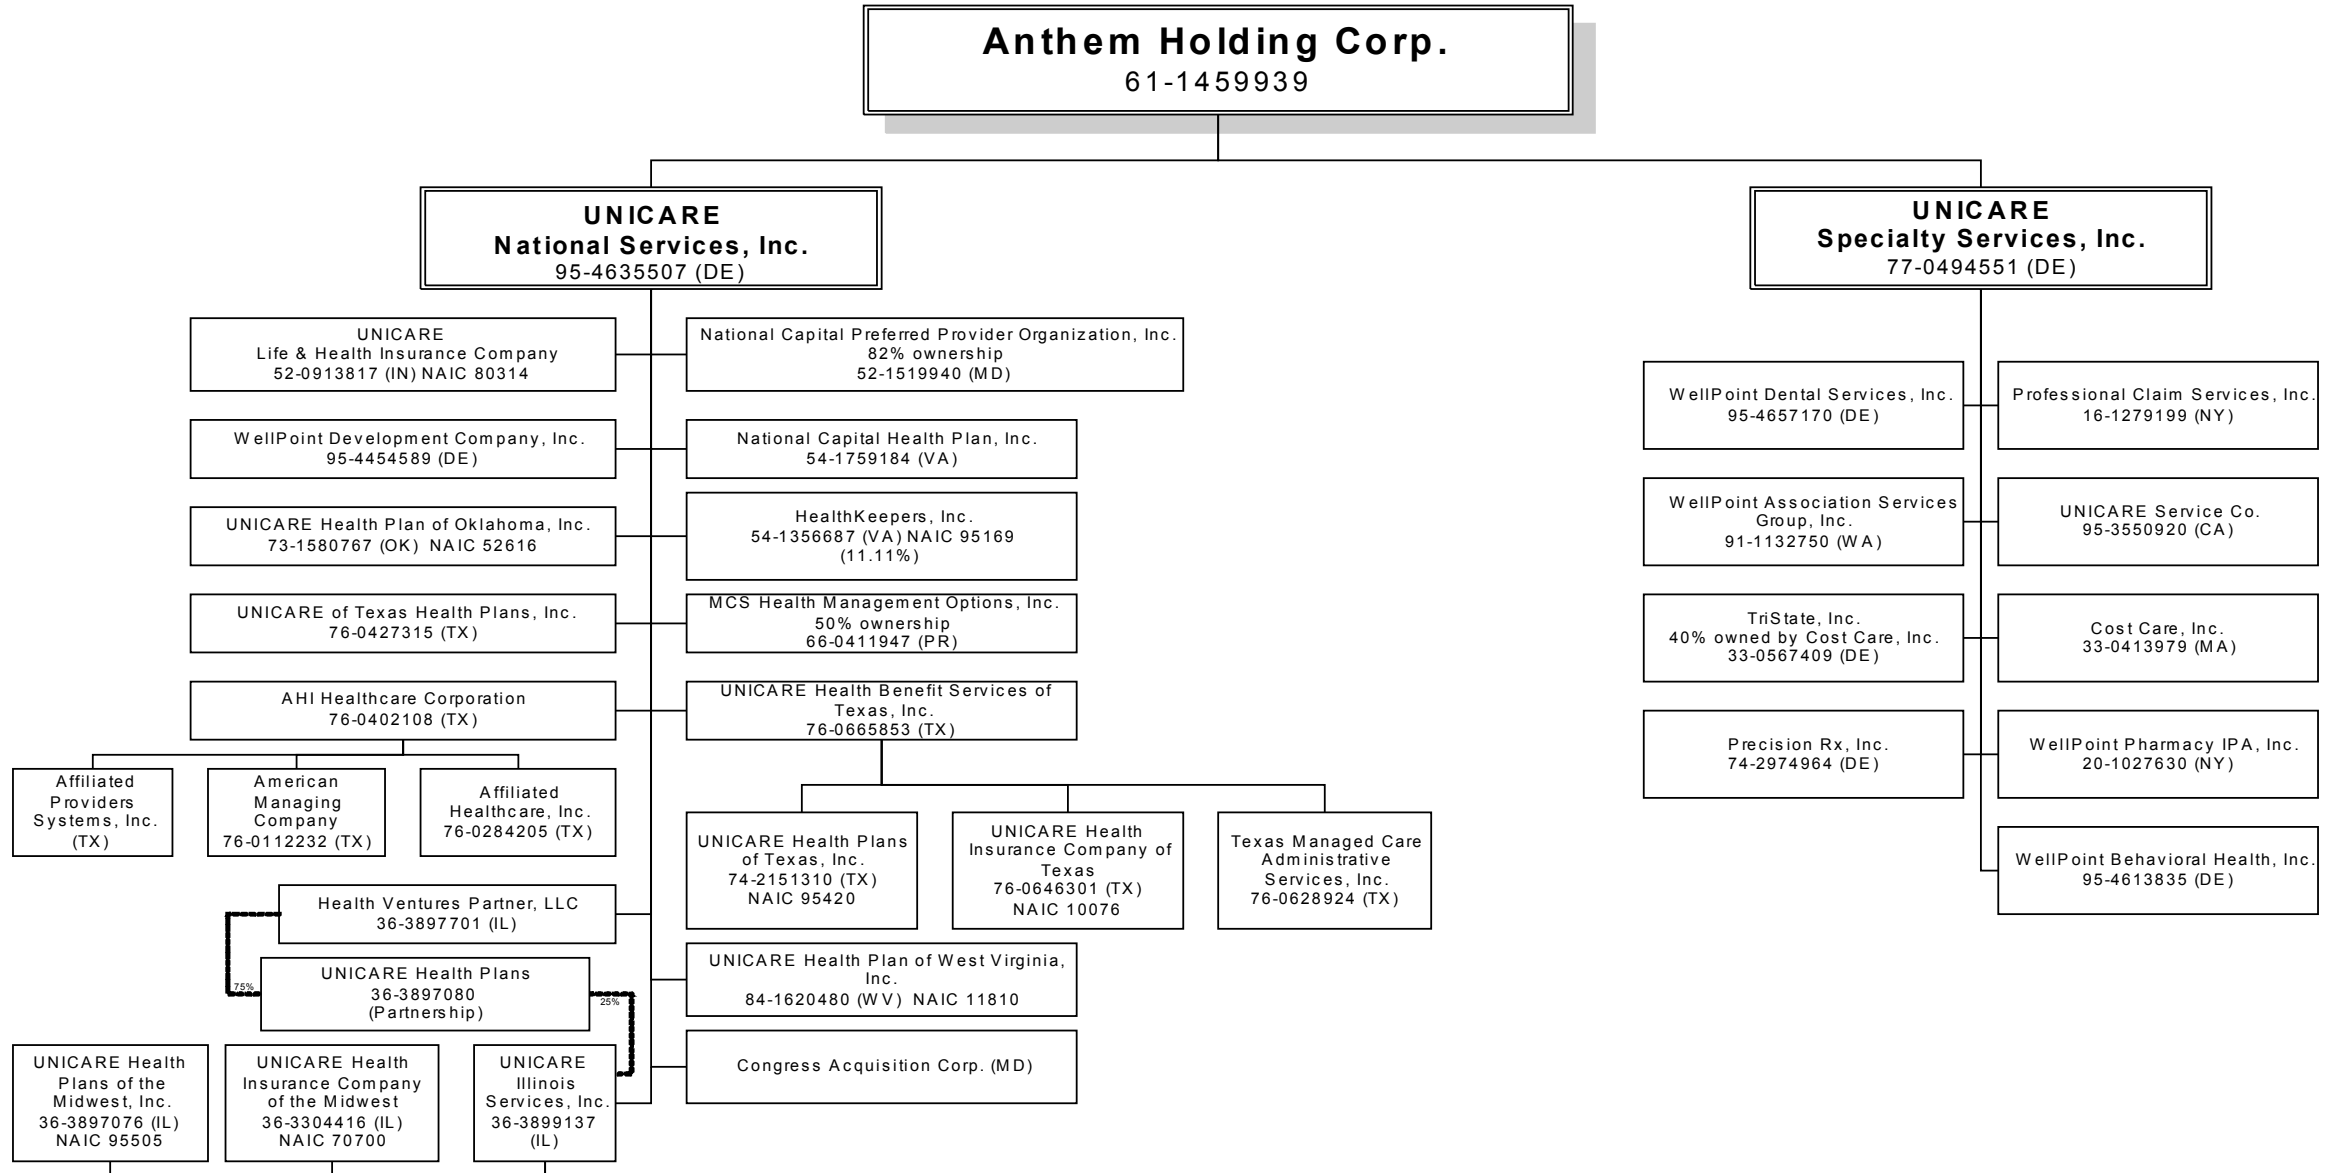 Anthem Holding Corp.
61-1459939
UNICARE
National Services, Inc.
95-4635507 (DE)
UNICARE
Specialty Services, Inc.
77-0494551 (DE)
UNICARE
Life & Health Insurance Company
52-0913817 (IN) NAIC 80314
National Capital Preferred Provider Organization, Inc.
82% ownership
52-1519940 (MD)
WellPoint Development Company, Inc.
95-4454589 (DE)
National Capital Health Plan, Inc.
54-1759184 (VA)
UNICARE Health Plan of Oklahoma, Inc.
73-1580767 (OK) NAIC 52616
HealthKeepers, Inc.
54-1356687 (VA) NAIC 95169
(11.11%)
UNICARE of Texas Health Plans, Inc.
76-0427315 (TX)
MCS Health Management Options, Inc.
50% ownership
66-0411947 (PR)
AHI Healthcare Corporation
76-0402108 (TX)
UNICARE Health Benefit Services of
Texas, Inc.
76-0665853 (TX)
Affiliated
Providers
Systems, Inc.
(TX)
American
Managing
Company
76-0112232 (TX)
Affiliated
Healthcare, Inc.
76-0284205 (TX)
UNICARE Health Plans
of Texas, Inc.
74-2151310 (TX)
NAIC 95420
UNICARE Health
Insurance Company of
Texas
76-0646301 (TX)
NAIC 10076
Texas Managed Care
Administrative
Services, Inc.
76-0628924 (TX)
Health Ventures Partner, LLC
36-3897701 (IL)
75%
UNICARE Health Plans
36-3897080
(Partnership)
25%
UNICARE Health Plan of West Virginia,
Inc.
84-1620480 (WV) NAIC 11810
Congress Acquisition Corp. (MD)
UNICARE Health
Plans of the
Midwest, Inc.
36-3897076 (IL)
NAIC 95505
UNICARE Health
Insurance Company
of the Midwest
36-3304416 (IL)
NAIC 70700
UNICARE
Illinois
Services, Inc.
36-3899137
(IL)
WellPoint Dental Services, Inc.
95-4657170 (DE)
Professional Claim Services, Inc.
16-1279199 (NY)
WellPoint Association Services
Group, Inc.
91-1132750 (WA)
UNICARE Service Co.
95-3550920 (CA)
TriState, Inc.
40% owned by Cost Care, Inc.
33-0567409 (DE)
Cost Care, Inc.
33-0413979 (MA)
Precision Rx, Inc.
74-2974964 (DE)
WellPoint Pharmacy IPA, Inc.
20-1027630 (NY)
WellPoint Behavioral Health, Inc.
95-4613835 (DE)